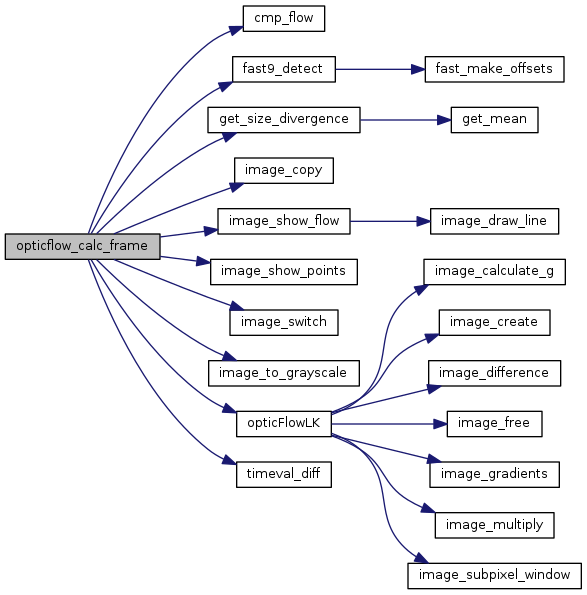 cmp_flow
fast9_detect
fast_make_offsets
get_size_divergence
get_mean
image_copy
image_show_flow
image_draw_line
opticflow_calc_frame
image_show_points
image_calculate_g
image_switch
image_create
image_to_grayscale
image_difference
opticFlowLK
image_free
timeval_diff
image_gradients
image_multiply
image_subpixel_window